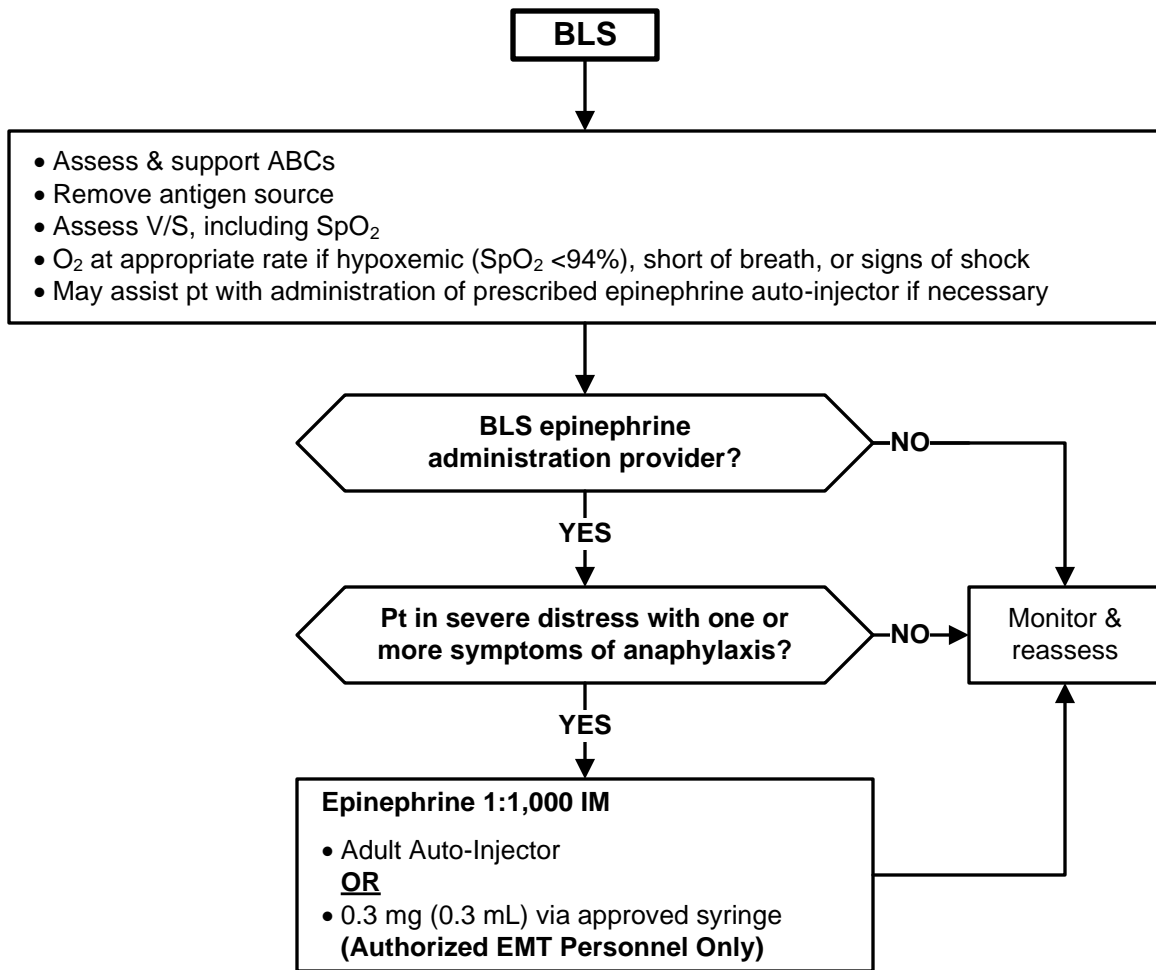 BLS
• Assess & support ABCs
• Remove antigen source
• Assess V/S, including SpO₂
• O₂ at appropriate rate if hypoxemic (SpO₂ <94%), short of breath, or signs of shock
• May assist pt with administration of prescribed epinephrine auto-injector if necessary
BLS epinephrine
administration provider?
NO
YES
Pt in severe distress with one or
more symptoms of anaphylaxis?
NO
Monitor &
reassess
YES
Epinephrine 1:1,000 IM
• Adult Auto-Injector
OR
• 0.3 mg (0.3 mL) via approved syringe
(Authorized EMT Personnel Only)